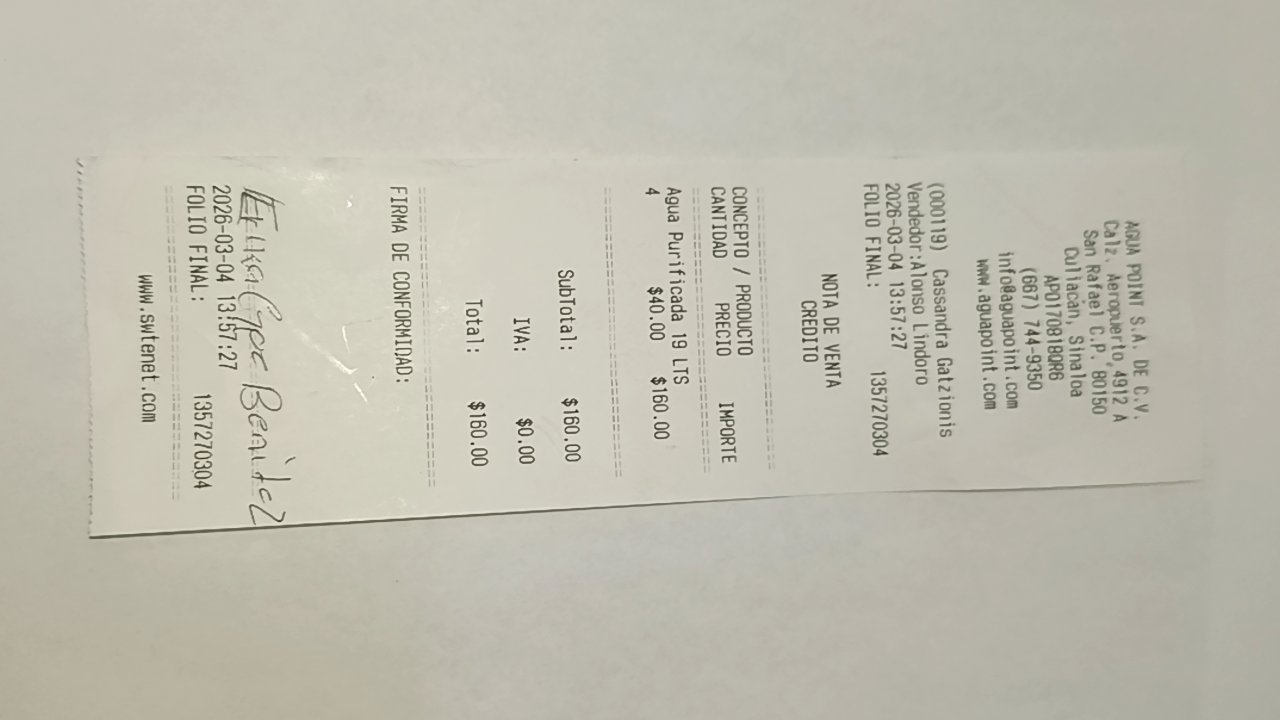 AGUA POINT S.A. DE C.V.
Calz. Aeropuerto, 4912 A
San Rafael C.P. 80150
Culiacán, Sinaloa
APO170818QR6
(667) 744-9350
info@aguapoint.com
www.aguapoint.com
(000119) Cassandra Gatzionis
Vendedor:Alonso Lindoro
2026-03-04 13:57:27
FOLIO FINAL: 1357270304
NOTA DE VENTA
CREDITO
CONCEPTO / PRODUCTO
CANTIDAD PRECIO IMPORTE
Agua Purificada 19 LTS
4 $40.00 $160.00
SubTotal: $160.00
IVA: $0.00
Total: $160.00
FIRMA DE CONFORMIDAD:
Benitez
2026-03-04 13:57:27
FOLIO FINAL: 1357270304
www.swtenet.com